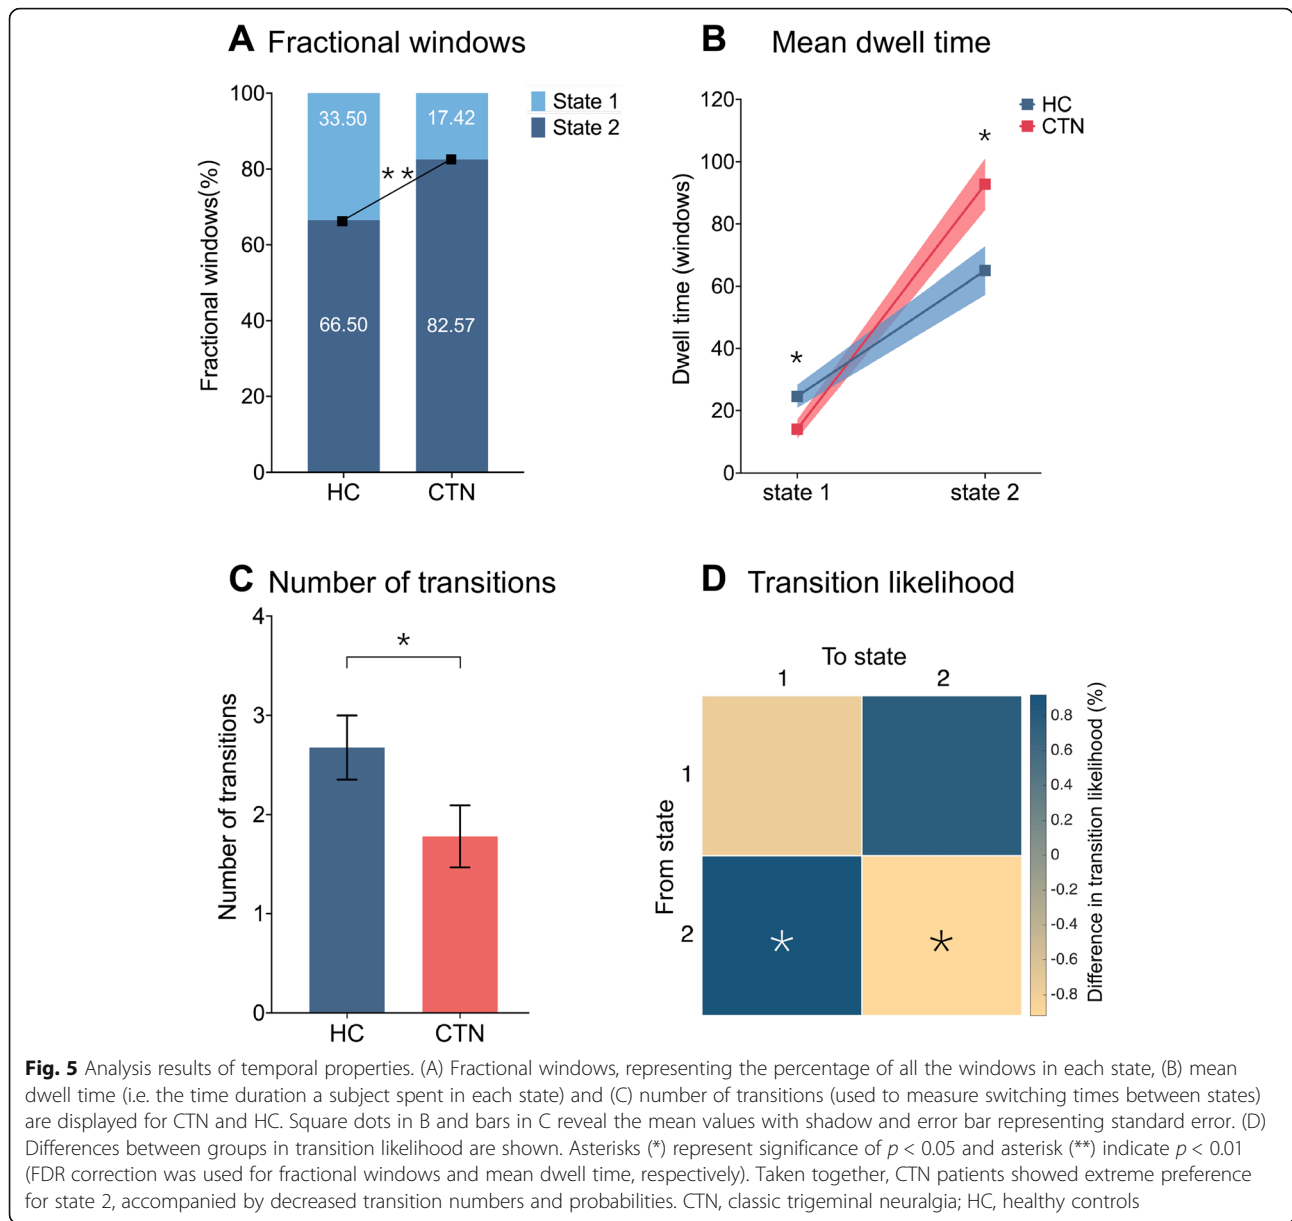 A Fractional windows
100
80
60
40
20
0
Fractional windows(%)
33.50
17.42
**
66.50
82.57
HC
CTN
State 1
State 2
B Mean dwell time
120
100
80
60
40
20
0
Dwell time (windows)
HC
CTN
*
*
state 1
state 2
C Number of transitions
4
3
2
1
0
Number of transitions
*
HC
CTN
D Transition likelihood
To state
1
2
From state
1
2
*
*
0.8
0.6
0.4
0.2
0
-0.2
-0.4
-0.6
-0.8
Difference in transition likelihood (%)
Fig. 5 Analysis results of temporal properties. (A) Fractional windows, representing the percentage of all the windows in each state, (B) mean
dwell time (i.e. the time duration a subject spent in each state) and (C) number of transitions (used to measure switching times between states)
are displayed for CTN and HC. Square dots in B and bars in C reveal the mean values with shadow and error bar representing standard error. (D)
Differences between groups in transition likelihood are shown. Asterisks (*) represent significance of p < 0.05 and asterisk (**) indicate p < 0.01
(FDR correction was used for fractional windows and mean dwell time, respectively). Taken together, CTN patients showed extreme preference
for state 2, accompanied by decreased transition numbers and probabilities. CTN, classic trigeminal neuralgia; HC, healthy controls